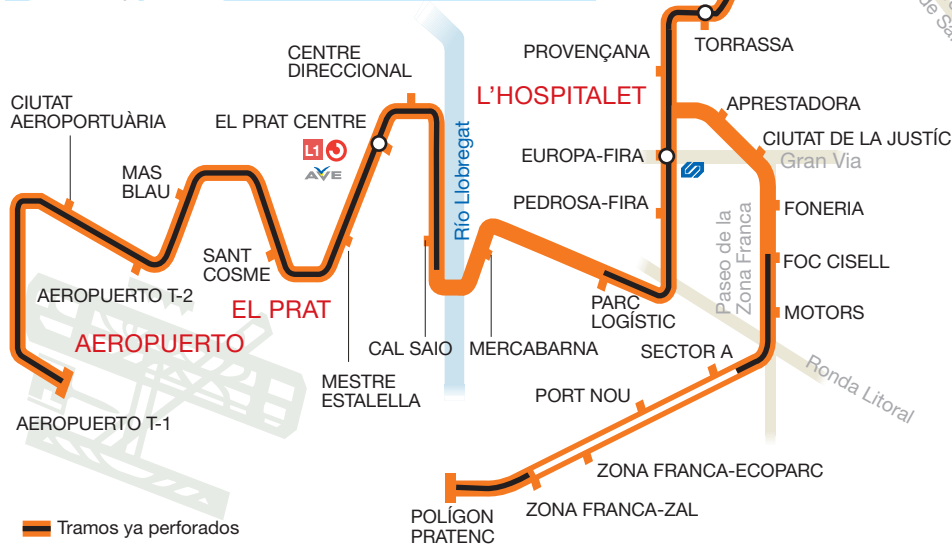 TORRASSA
PROVENÇANA
CENTRE
DIRECCIONAL
L'HOSPITALET
CIUTAT
AEROPORTUÀRIA
EL PRAT CENTRE
L1
AVE
APRESTADORA
CIUTAT DE LA JUSTÍC
Gran Via
EUROPA-FIRA
MAS
BLAU
PEDROSA-FIRA
FONERIA
Río Llobregat
Paseo de la
Zona Franca
SANT
COSME
FOC CISELL
AEROPUERTO T-2
EL PRAT
PARC
LOGÍSTIC
MOTORS
AEROPUERTO
CAL SAIO
MERCABARNA
SECTOR A
MESTRE
ESTALELLA
PORT NOU
Ronda Litoral
AEROPUERTO T-1
ZONA FRANCA-ECOPARC
POLÍGON
PRATENC
ZONA FRANCA-ZAL
Tramos ya perforados